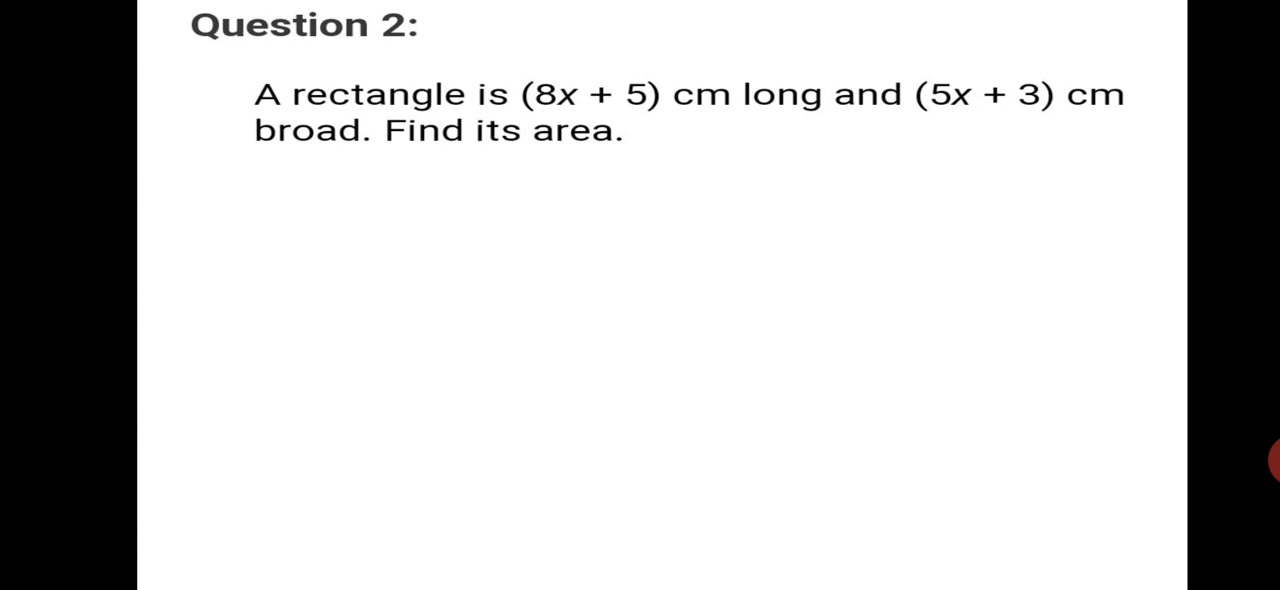 Question 2:
A rectangle is (8x + 5) cm long and (5x + 3) cm
broad. Find its area.